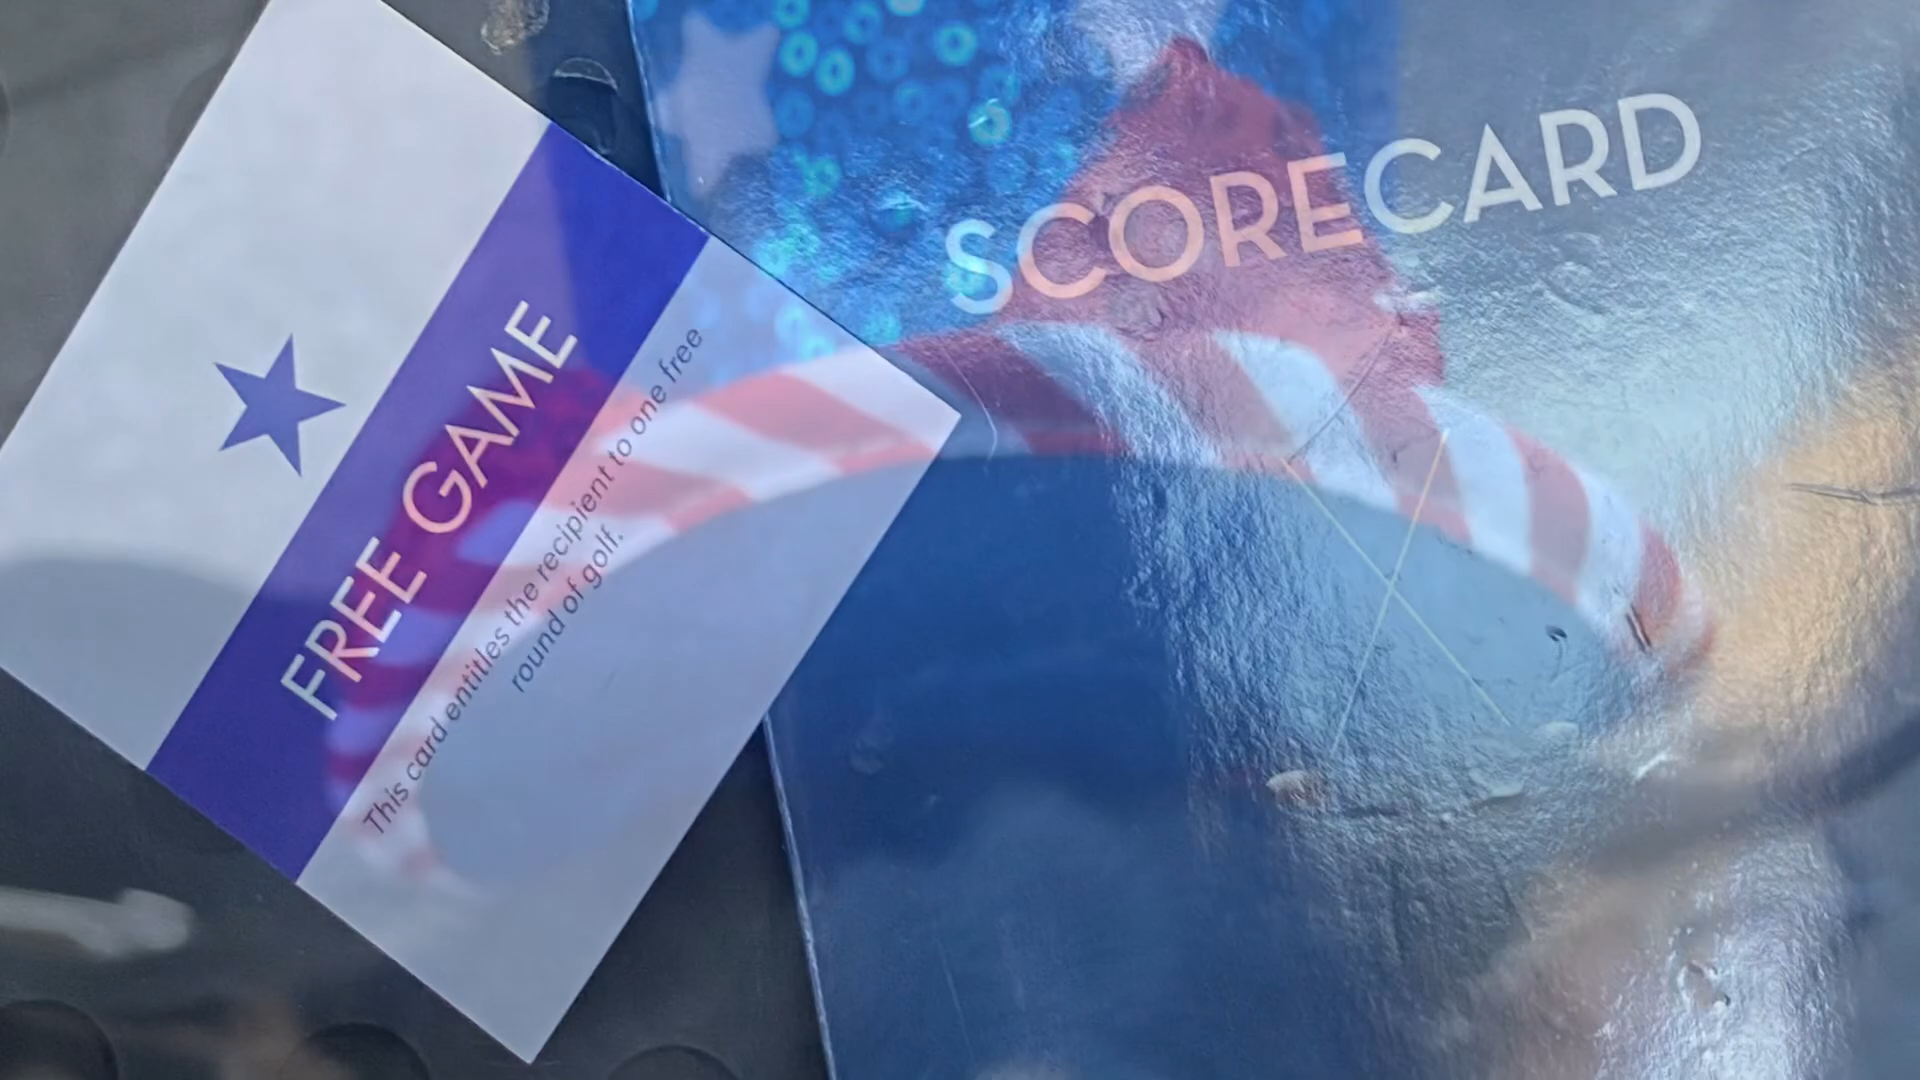 SCORECARD
FREE GAME
This card entitles the recipient to one free
round of golf.